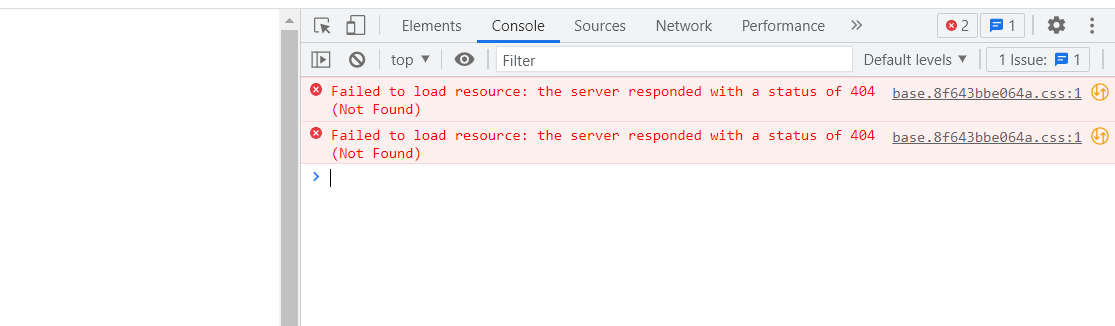 Elements Console Sources Network Performance 2 1
top Filter Default levels 1 Issue: 1
Failed to load resource: the server responded with a status of 404 base.8f643bbe064a.css:1
(Not Found)
Failed to load resource: the server responded with a status of 404 base.8f643bbe064a.css:1
(Not Found)